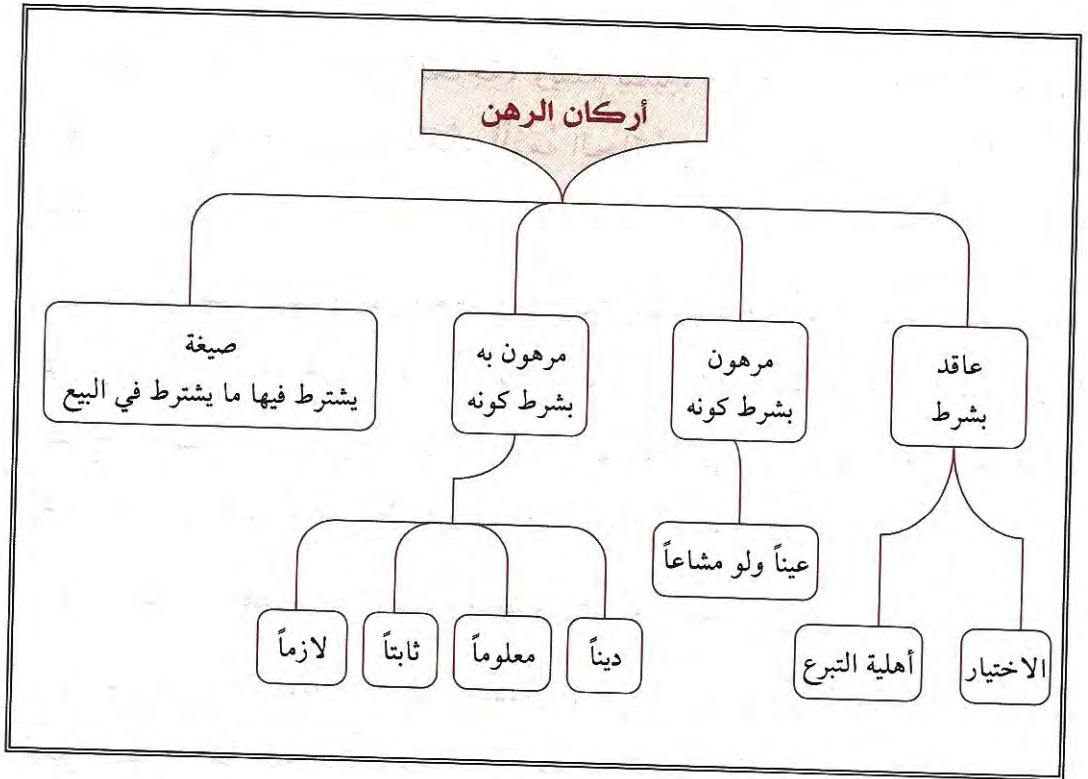 أركان الرهن
عاقد
بشرط
مرهون
بشرط كونه
مرهون به
بشرط كونه
صيغة
يشترط فيها ما يشترط في البيع
الاختيار
أهلية التبرع
عيناً ولو مشاعاً
ديناً
معلوماً
ثابتاً
لازماً